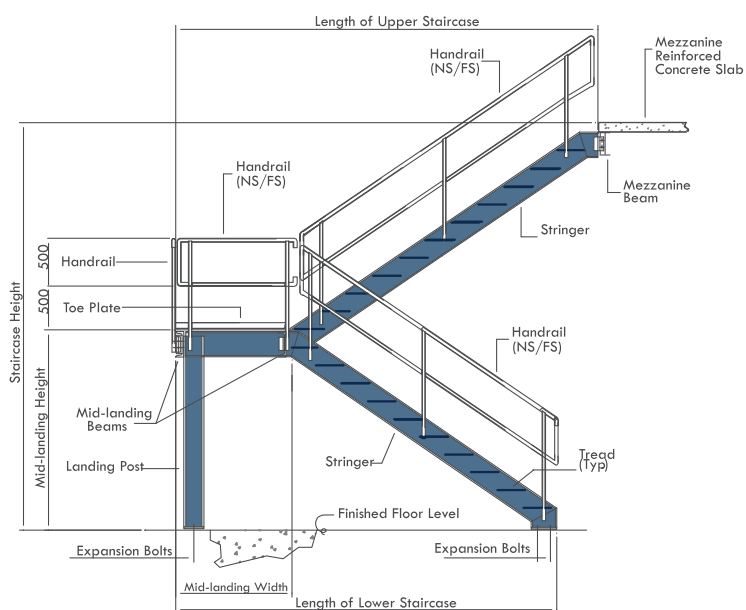 Length of Upper Staircase
Handrail
(NS/FS)
Mezzanine
Reinforced
Concrete Slab
Handrail
(NS/FS)
Mezzanine
Beam
Stringer
500
Handrail
500
Toe Plate
Staircase Height
Handrail
(NS/FS)
Mid-landing Height
Mid-landing
Beams
Landing Post
Stringer
Tread
(Typ)
Finished Floor Level
Expansion Bolts
Expansion Bolts
Mid-landing Width
Length of Lower Staircase